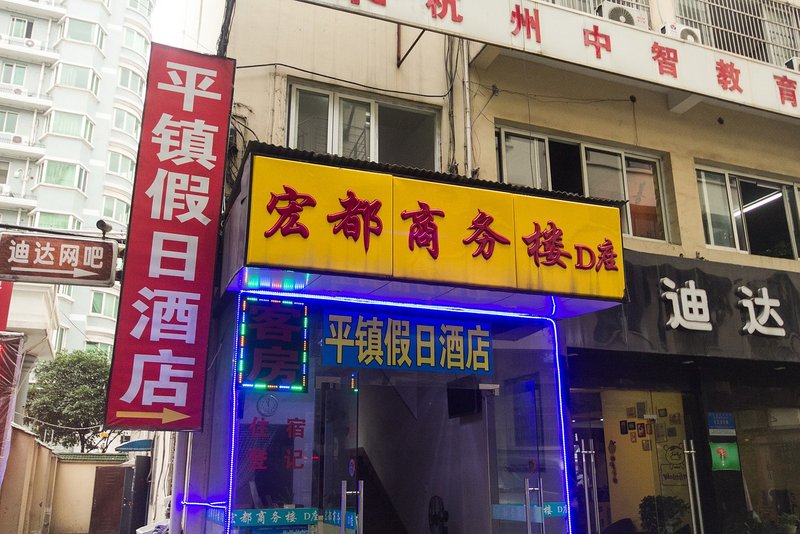 杭州中智教育
平镇假日酒店
迪达网吧
宏都商务楼D座
迪达
客房
平镇假日酒店
住宿
登记
宏都商务楼 D座